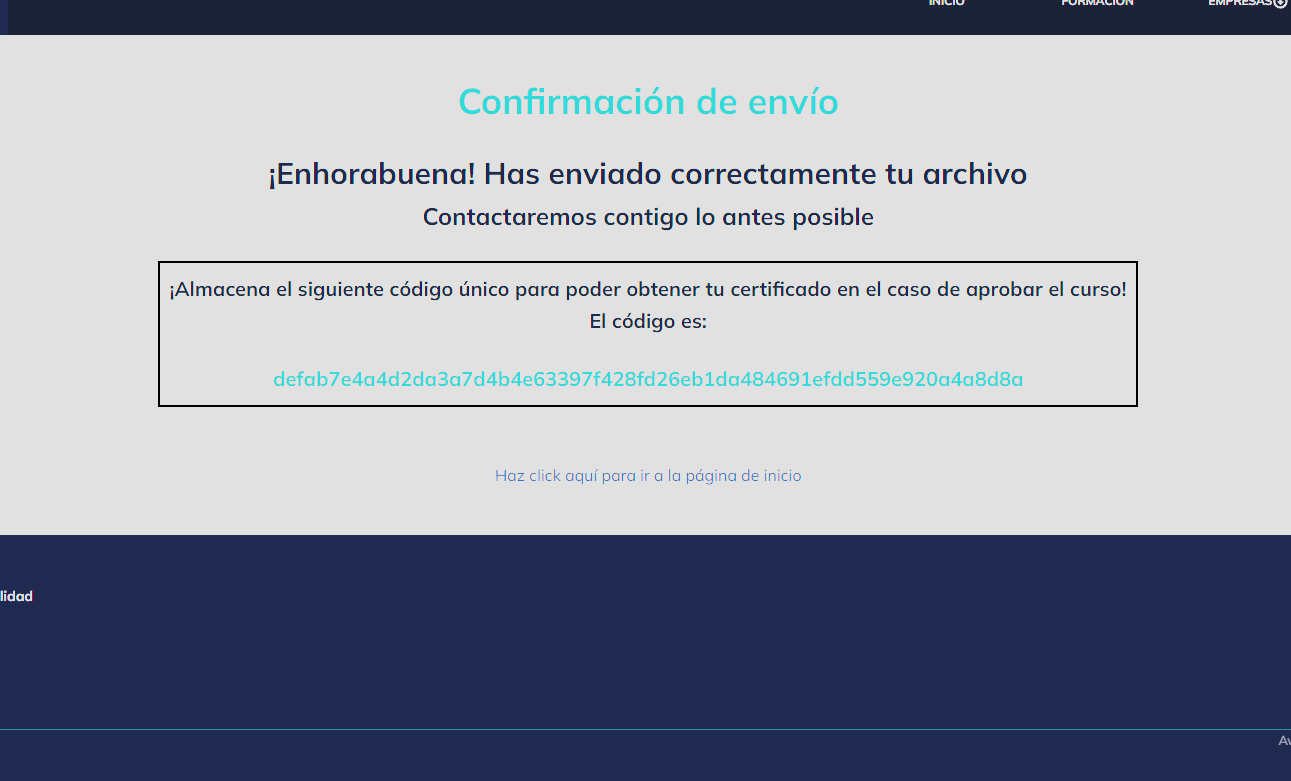 INICIO FORMACIÓN EMPRESAS
Confirmación de envío
¡Enhorabuena! Has enviado correctamente tu archivo
Contactaremos contigo lo antes posible
¡Almacena el siguiente código único para poder obtener tu certificado en el caso de aprobar el curso!
El código es:
defab7e4a4d2da3a7d4b4e63397f428fd26eb1da484691efdd559e920a4a8d8a
Haz click aquí para ir a la página de inicio
lidad